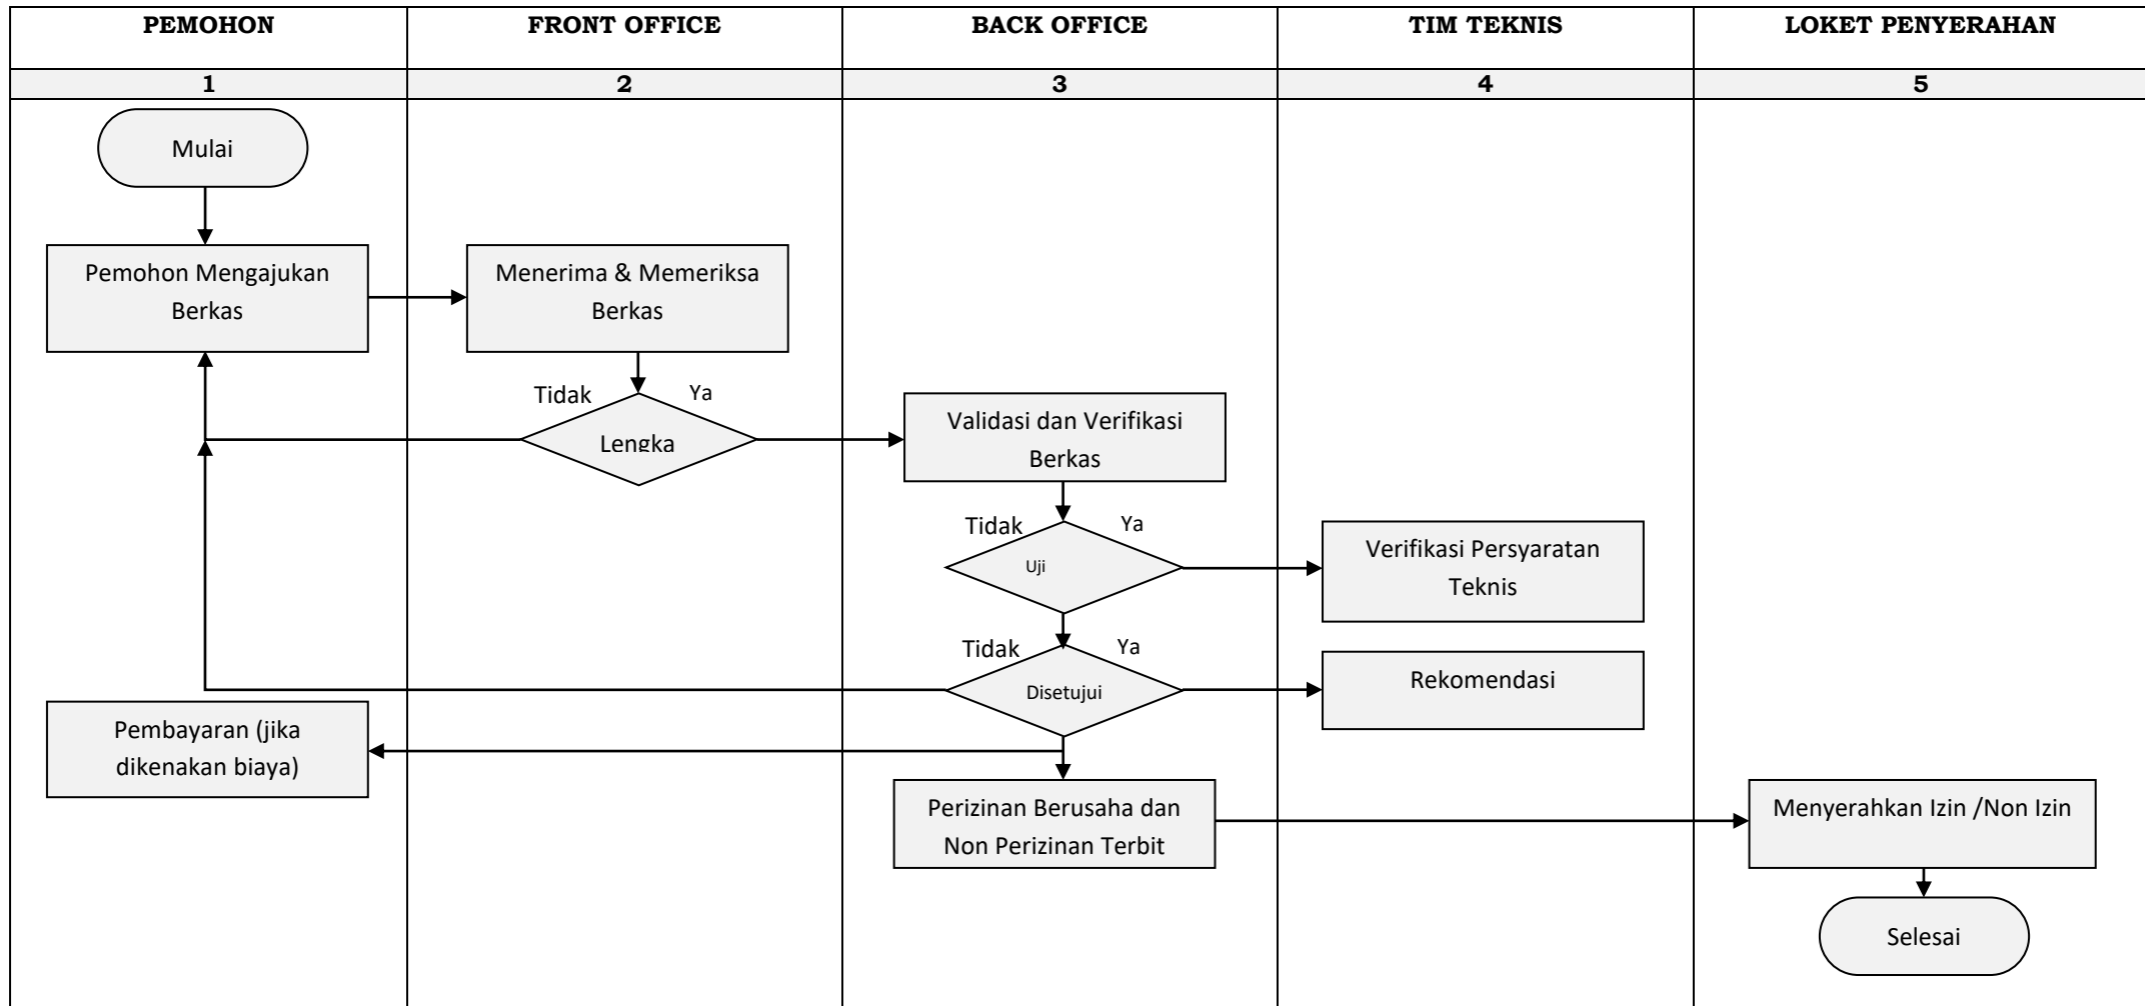 PEMOHON
FRONT OFFICE
BACK OFFICE
TIM TEKNIS
LOKET PENYERAHAN
1
2
3
4
5
Mulai
Pemohon Mengajukan
Berkas
Menerima & Memeriksa
Berkas
Tidak
Ya
Lengka
Validasi dan Verifikasi
Berkas
Tidak
Ya
Uji
Verifikasi Persyaratan
Teknis
Tidak
Ya
Disetujui
Rekomendasi
Pembayaran (jika
dikenakan biaya)
Perizinan Berusaha dan
Non Perizinan Terbit
Menyerahkan Izin /Non Izin
Selesai